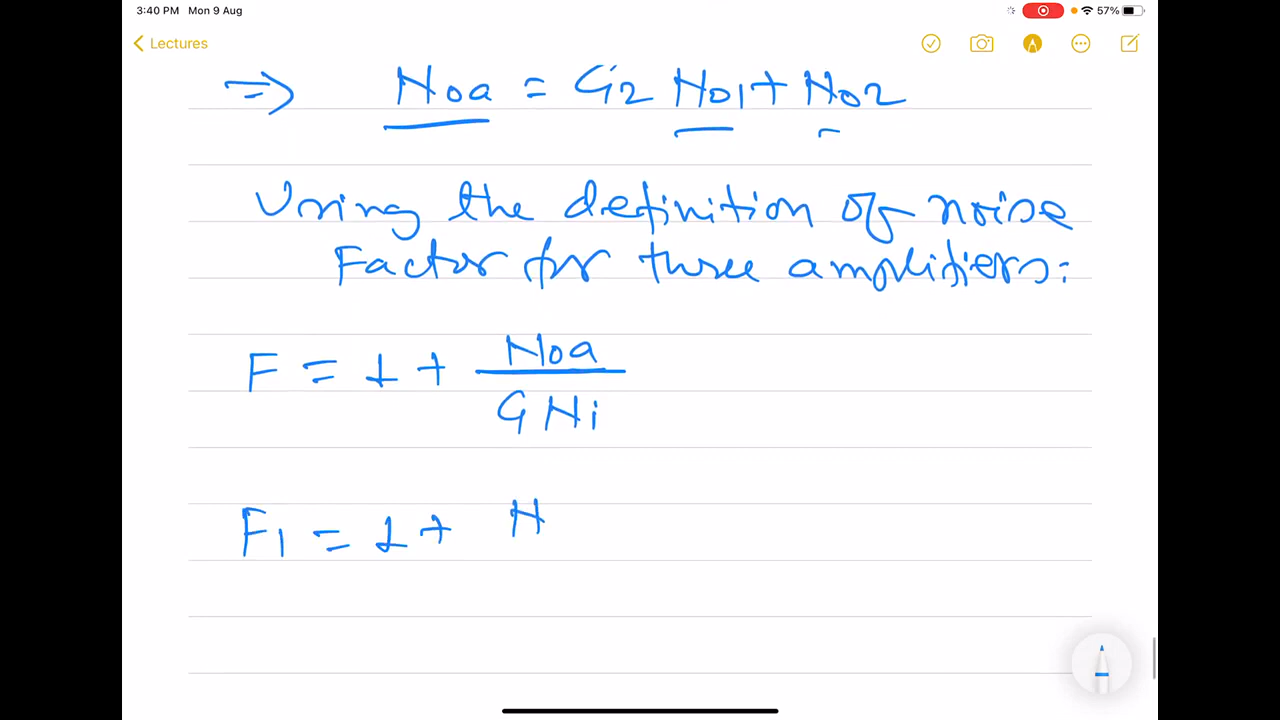 3:40 PM Mon 9 Aug
57%
Lectures
=> Noa = G2 No1 + No2
Using the definition of noise
Factor for three amplifiers:
F = 1 + Noa / GNi
F1 = 1 + N